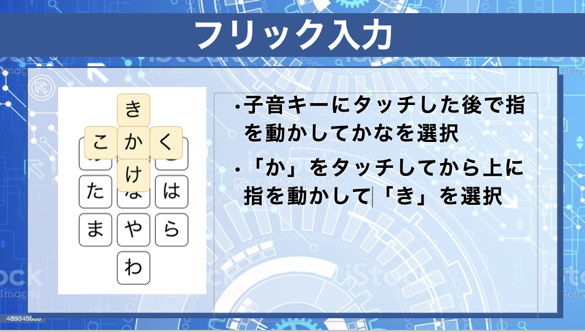 フリック入力
・子音キーにタッチした後で指
を動かしてかなを選択
・「か」をタッチしてから上に
指を動かして「き」を選択
き
こ か く
け
た な は
ま や ら
わ
iStock